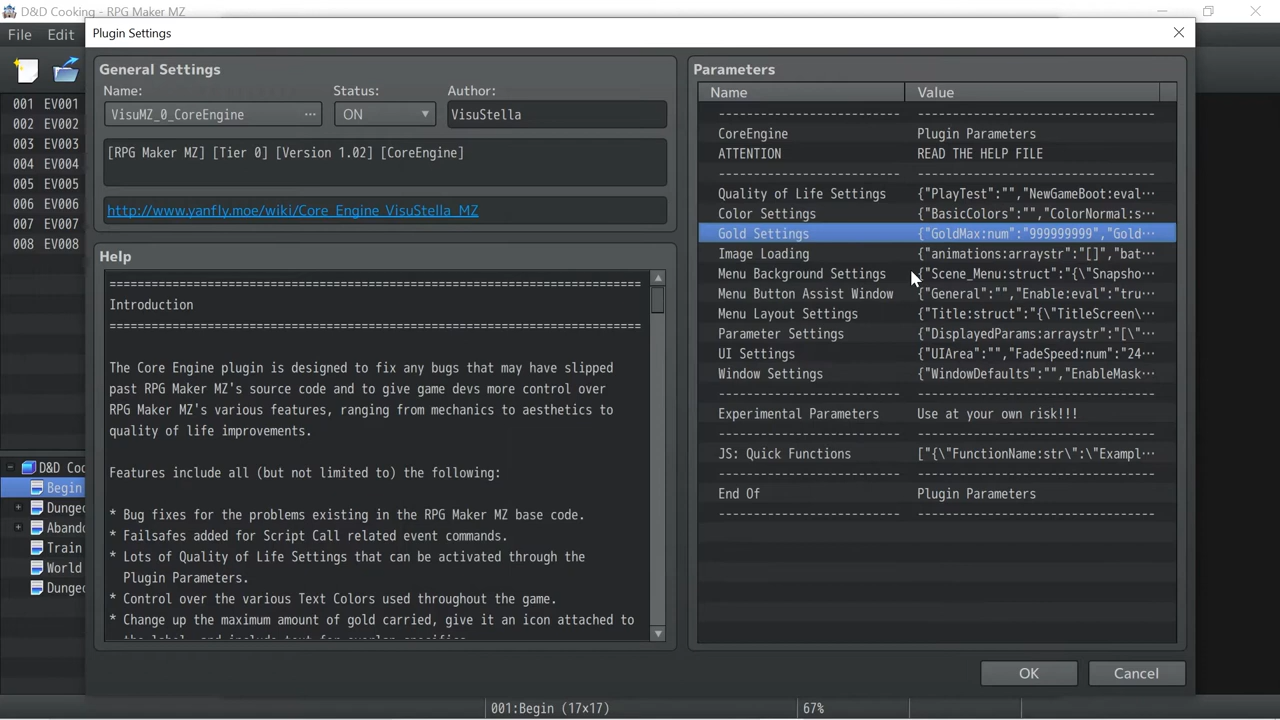 D&D Cooking - RPG Maker MZ
File Edit
Plugin Settings
General Settings
Name: Status: Author:
VisuMZ_0_CoreEngine ... ON VisuStella
[RPG Maker MZ] [Tier 0] [Version 1.02] [CoreEngine]
http://www.yanfly.moe/wiki/Core_Engine_VisuStella_MZ
Help
=============================================================================
Introduction
=============================================================================
The Core Engine plugin is designed to fix any bugs that may have slipped
past RPG Maker MZ's source code and to give game devs more control over
RPG Maker MZ's various features, ranging from mechanics to aesthetics to
quality of life improvements.
Features include all (but not limited to) the following:
* Bug fixes for the problems existing in the RPG Maker MZ base code.
* Failsafes added for Script Call related event commands.
* Lots of Quality of Life Settings that can be activated through the
Plugin Parameters.
* Control over the various Text Colors used throughout the game.
* Change up the maximum amount of gold carried, give it an icon attached to
Parameters
Name Value
-------------------------- ----------------------------------
CoreEngine Plugin Parameters
ATTENTION READ THE HELP FILE
-------------------------- ----------------------------------
Quality of Life Settings {"PlayTest":"","NewGameBoot:eval…
Color Settings {"BasicColors":"","ColorNormal:s…
Gold Settings {"GoldMax:num":"999999999","Gold…
Image Loading {"animations:arraystr":"[]","bat…
Menu Background Settings {"Scene_Menu:struct":"{\"Snapsho…
Menu Button Assist Window {"General":"","Enable:eval":"tru…
Menu Layout Settings {"Title:struct":"{\"TitleScreen\…
Parameter Settings {"DisplayedParams:arraystr":"[\"…
UI Settings {"UIArea":"","FadeSpeed:num":"24…
Window Settings {"WindowDefaults":"","EnableMask…
-------------------------- ----------------------------------
Experimental Parameters Use at your own risk!!!
-------------------------- ----------------------------------
JS: Quick Functions ["{\"FunctionName:str\":\"Exampl…
-------------------------- ----------------------------------
End Of Plugin Parameters
-------------------------- ----------------------------------
OK Cancel
001 EV001
002 EV002
003 EV003
004 EV004
005 EV005
006 EV006
007 EV007
008 EV008
D&D Coo
Begin
Dunge
Aband
Train
World
Dunge
001:Begin (17x17) 67%